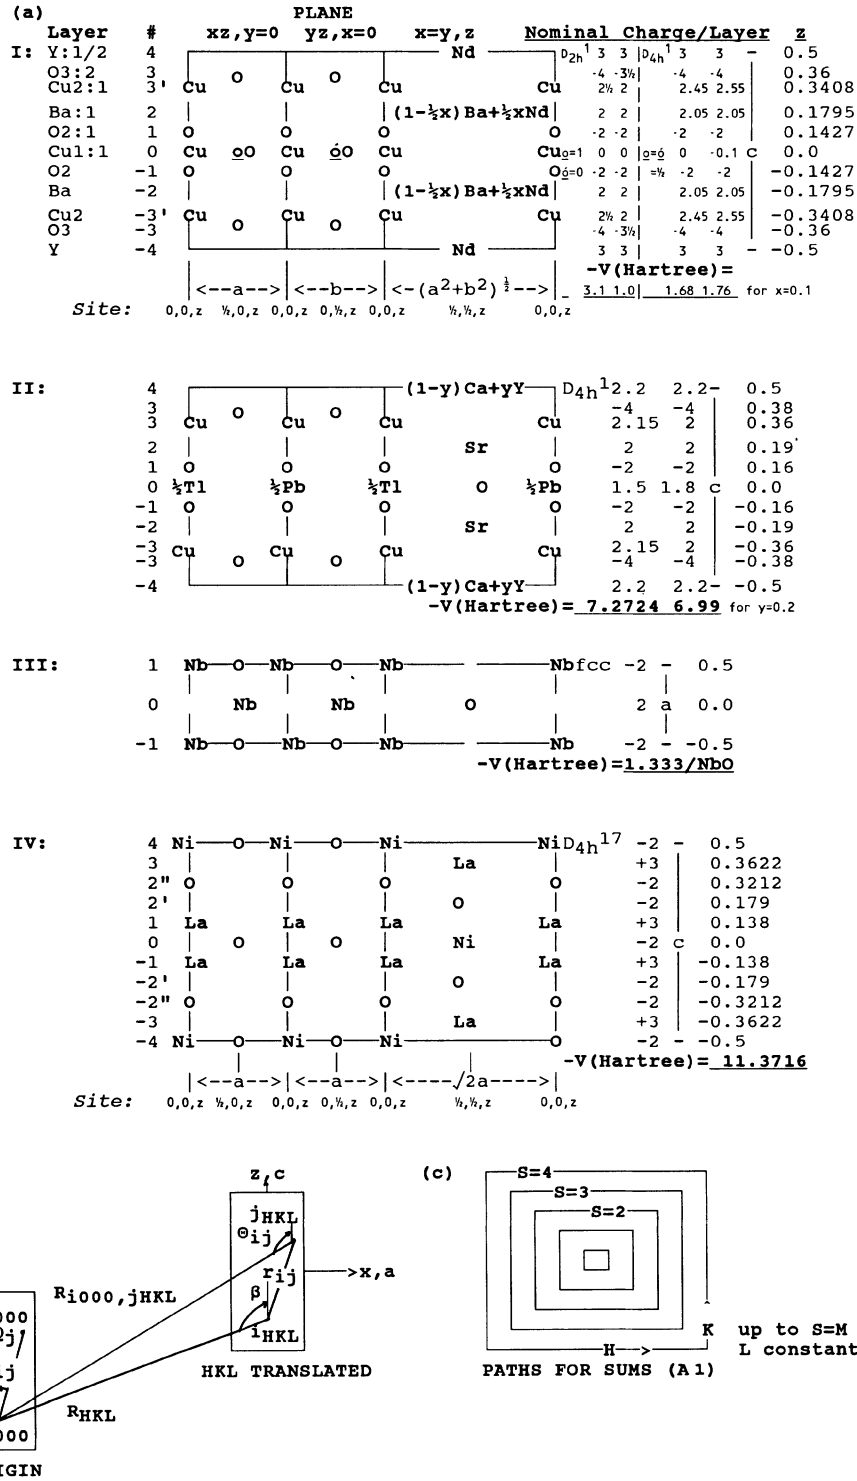 (a) PLANE
Layer # xz,y=0 yz,x=0 x=y,z Nominal Charge/Layer z
I: Y:1/2 4 Nd D2h¹ 3 3 D4h¹ 3 3 - 0.5
O3:2 3 O O -4 -3½ -4 -4 0.36
Cu2:1 3' Cu Cu Cu Cu 2½ 2 2.45 2.55 0.3408
Ba:1 2 (1-½x)Ba+½xNd 2 2 2.05 2.05 0.1795
O2:1 1 O O O O -2 -2 -2 -2 0.1427
Cu1:1 0 Cu oO Cu óO Cu Cu o=1 0 0 o=ó 0 -0.1 c 0.0
O2 -1 O O O O ó=0 -2 -2 =½ -2 -2 -0.1427
Ba -2 (1-½x)Ba+½xNd 2 2 2.05 2.05 -0.1795
Cu2 -3' Cu Cu Cu Cu 2½ 2 2.45 2.55 -0.3408
O3 -3 O O -4 -3½ -4 -4 -0.36
Y -4 Nd 3 3 3 3 - -0.5
-V(Hartree)=
<--a--> <--b--> <-(a²+b²)½--> 3.1 1.0 1.68 1.76 for x=0.1
Site: 0,0,z ½,0,z 0,0,z 0,½,z 0,0,z ½,½,z 0,0,z
II: 4 (1-y)Ca+yY D4h¹ 2.2 2.2- 0.5
3 O O -4 -4 0.38
3 Cu Cu Cu Cu 2.15 2 0.36
2 Sr 2 2 0.19
1 O O O O -2 -2 0.16
0 ½Tl ½Pb ½Tl O ½Pb 1.5 1.8 c 0.0
-1 O O O O -2 -2 -0.16
-2 Sr 2 2 -0.19
-3 Cu Cu Cu Cu 2.15 2 -0.36
-3 O O -4 -4 -0.38
-4 (1-y)Ca+yY 2.2 2.2- -0.5
-V(Hartree)= 7.2724 6.99 for y=0.2
III: 1 Nb O Nb O Nb Nb fcc -2 - 0.5
0 Nb Nb O 2 a 0.0
-1 Nb O Nb O Nb Nb -2 - -0.5
-V(Hartree)=1.333/NbO
IV: 4 Ni O Ni O Ni Ni D4h¹⁷ -2 - 0.5
3 La +3 0.3622
2" O O O O -2 0.3212
2' O -2 0.179
1 La La La La +3 0.138
0 O O Ni -2 c 0.0
-1 La La La La +3 -0.138
-2' O -2 -0.179
-2" O O O O -2 -0.3212
-3 La +3 -0.3622
-4 Ni O Ni O Ni O -2 - -0.5
-V(Hartree)= 11.3716
<--a--> <--a--> <-----√2a---->
Site: 0,0,z ½,0,z 0,0,z 0,½,z 0,0,z ½,½,z 0,0,z
z,c
jHKL
Θij
rij
x,a
β
iHKL
HKL TRANSLATED
Ri000,jHKL
RHKL
000
j
ij
000
IGIN
(c) S=4
S=3
S=2
K up to S=M
H--> L constant
PATHS FOR SUMS (A1)